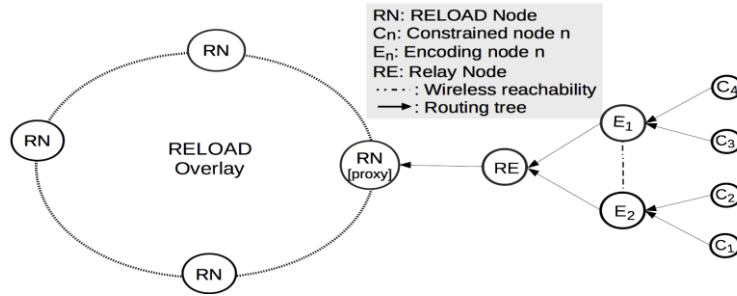 RN: RELOAD Node
Cn: Constrained node n
En: Encoding node n
RE: Relay Node
: Wireless reachability
: Routing tree
RN
RN
RELOAD
Overlay
RN
[proxy]
RN
RE
E1
E2
C4
C3
C2
C1